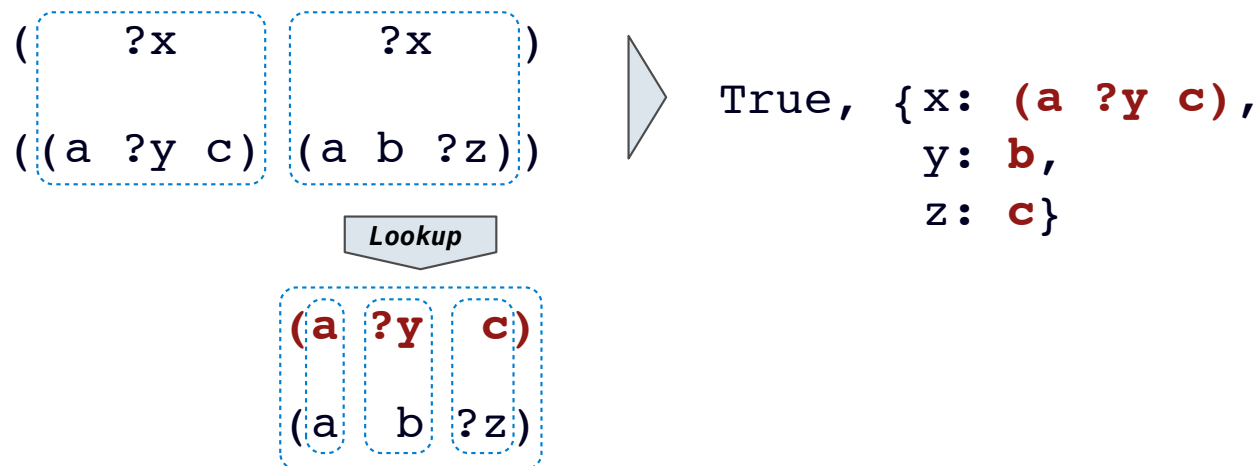 ( ?x ?x )
((a ?y c) (a b ?z))
Lookup
(a ?y c)
(a b ?z)
True, {x: (a ?y c),
y: b,
z: c}